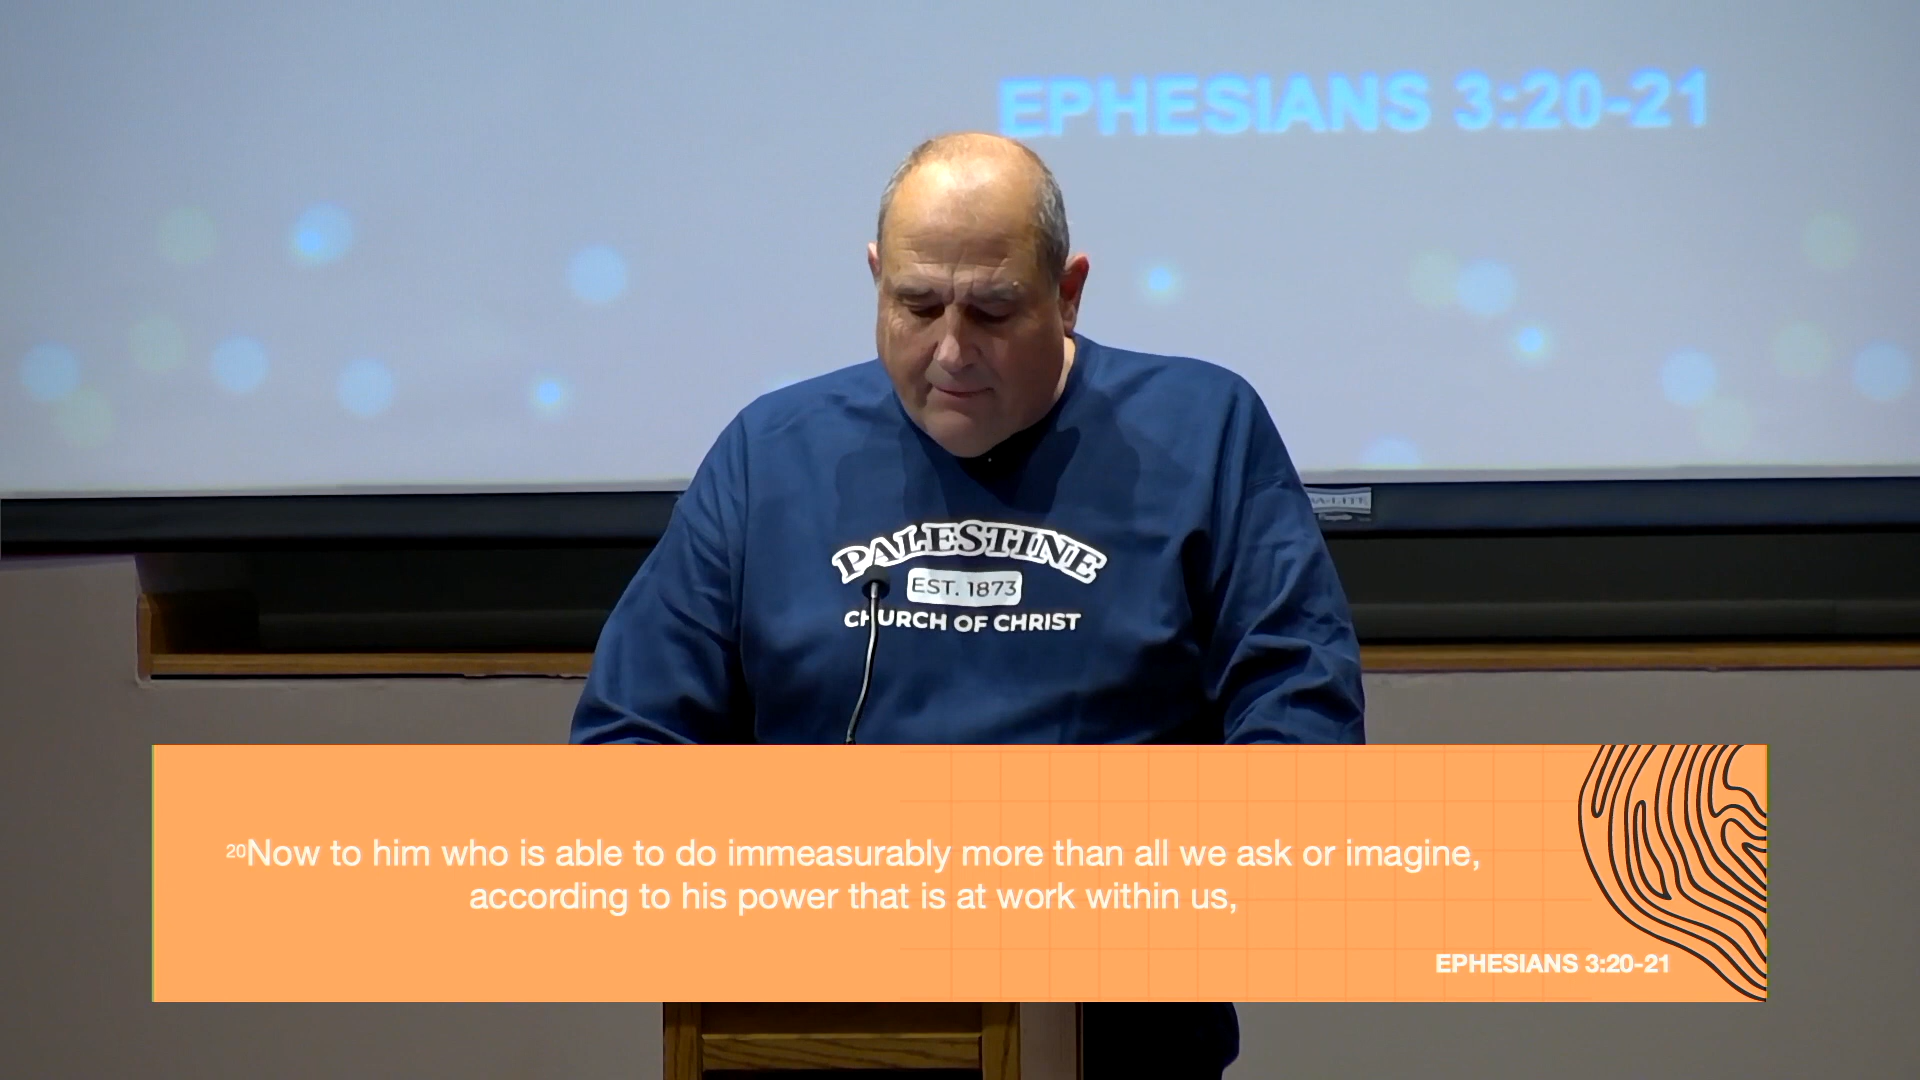 EPHESIANS 3:20-21
PALESTINE
EST. 1873
CHURCH OF CHRIST
DA-LITE
20Now to him who is able to do immeasurably more than all we ask or imagine,
according to his power that is at work within us,
EPHESIANS 3:20-21